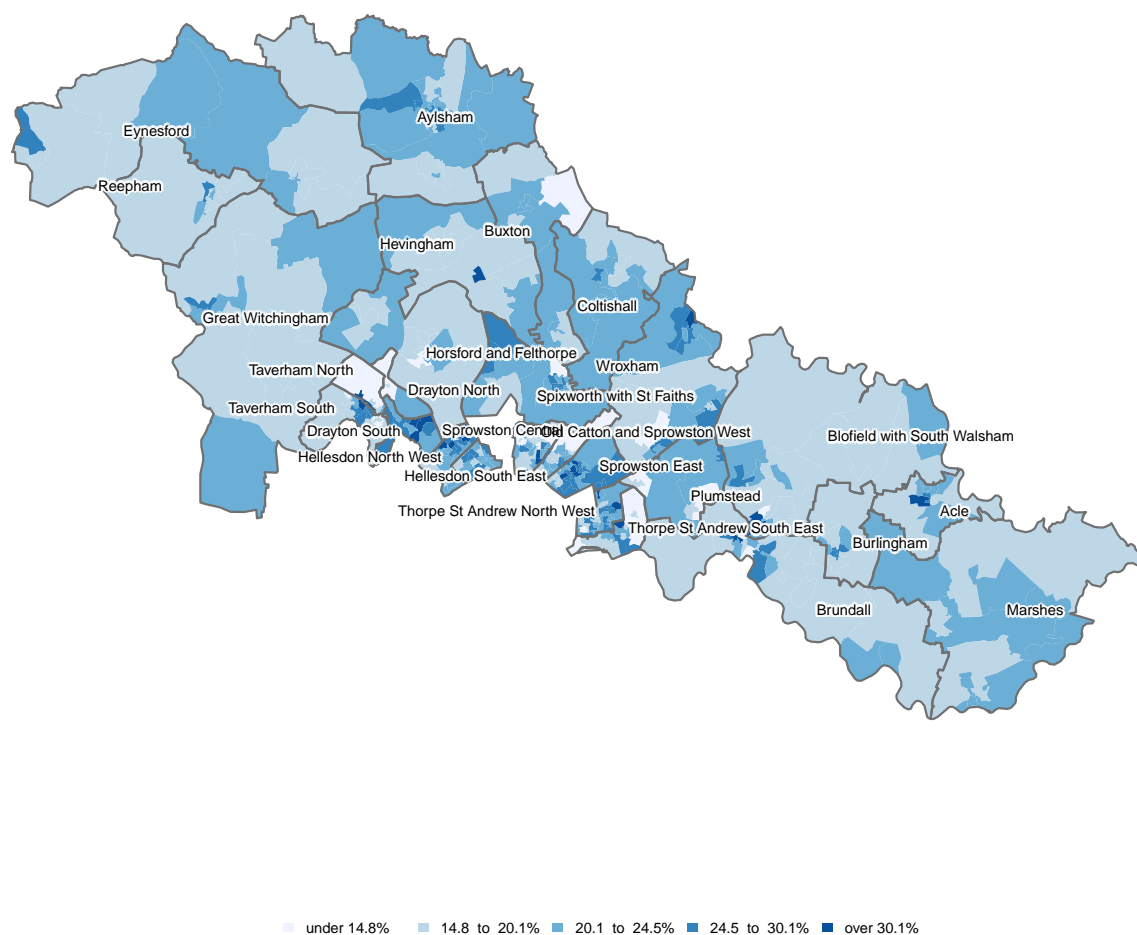 Aylsham
Eynesford
Reepham
Buxton
Hevingham
Coltishall
Great Witchingham
Horsford and Felthorpe
Wroxham
Taverham North
Drayton North
Spixworth with St Faiths
Taverham South
Drayton South
Sprowston Central
Old Catton and Sprowston West
Blofield with South Walsham
Hellesdon North West
Sprowston East
Hellesdon South East
Plumstead
Thorpe St Andrew North West
Acle
Thorpe St Andrew South East
Burlingham
Brundall
Marshes
under 14.8% 14.8 to 20.1% 20.1 to 24.5% 24.5 to 30.1% over 30.1%